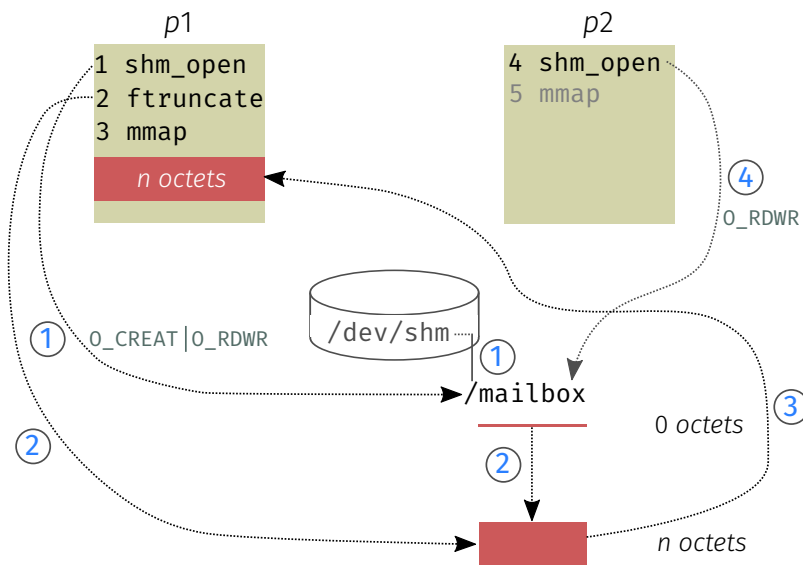 p1
p2
1 shm_open
2 ftruncate
3 mmap
n octets
4 shm_open
5 mmap
4
O_RDWR
/dev/shm
1
O_CREAT|O_RDWR
1
/mailbox
3
0 octets
2
2
n octets